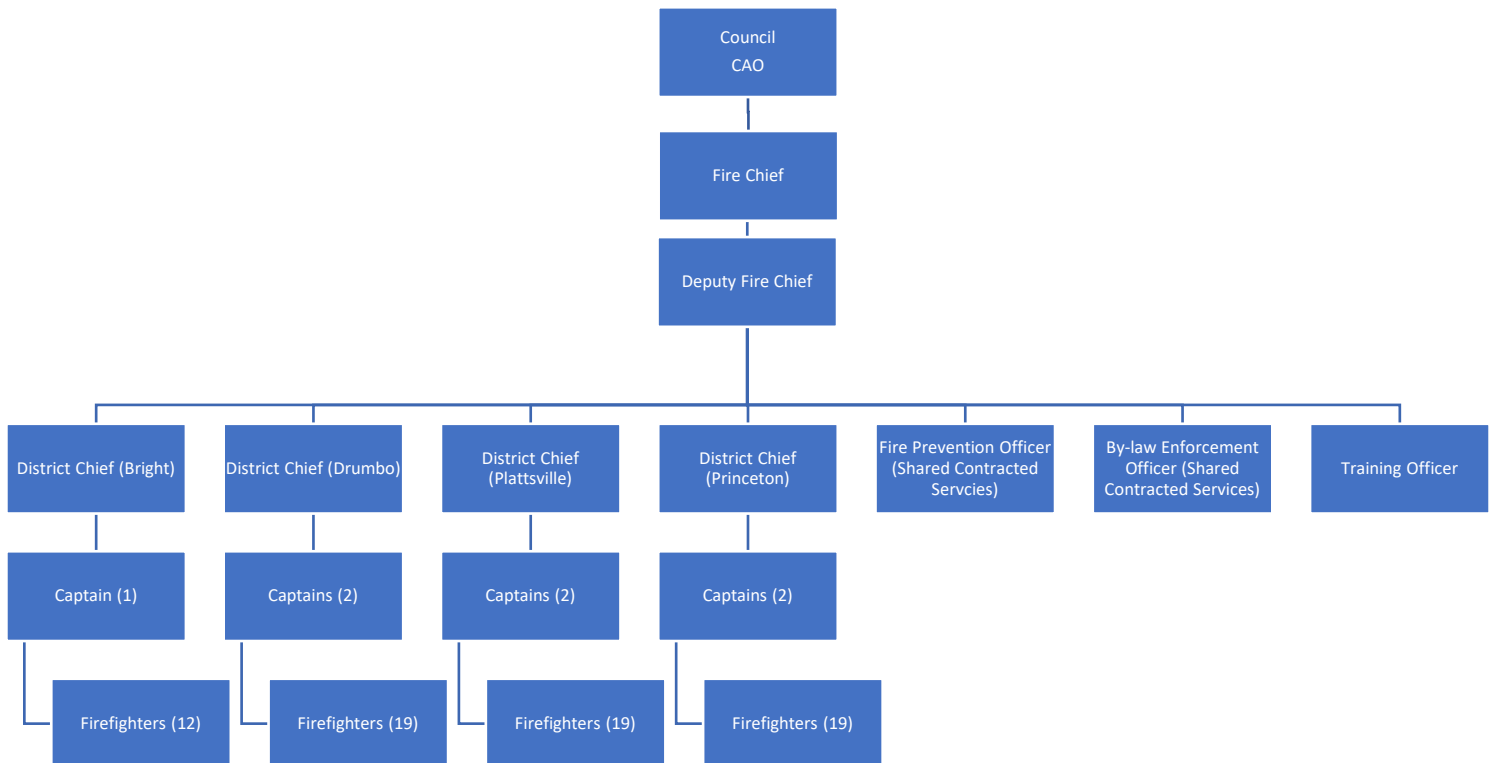 Council
CAO
Fire Chief
Deputy Fire Chief
District Chief (Bright)
District Chief (Drumbo)
District Chief
(Plattsville)
District Chief
(Princeton)
Fire Prevention Officer
(Shared Contracted
Servcies)
By-law Enforcement
Officer (Shared
Contracted Services)
Training Officer
Captain (1)
Captains (2)
Captains (2)
Captains (2)
Firefighters (12)
Firefighters (19)
Firefighters (19)
Firefighters (19)